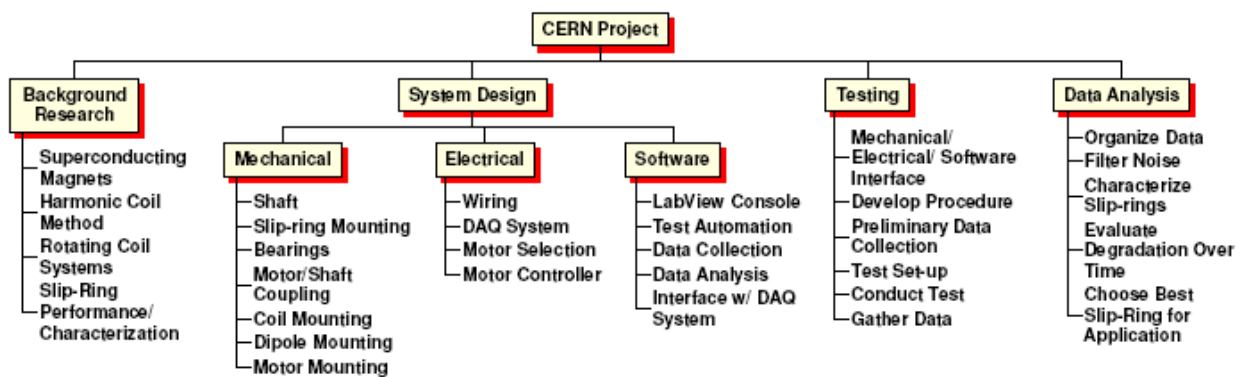 CERN Project
Background
Research
System Design
Testing
Data Analysis
Superconducting
Magnets
Harmonic Coil
Method
Rotating Coil
Systems
Slip-Ring
Performance/
Characterization
Mechanical
Shaft
Slip-ring Mounting
Bearings
Motor/Shaft
Coupling
Coil Mounting
Dipole Mounting
Motor Mounting
Electrical
Wiring
DAQ System
Motor Selection
Motor Controller
Software
LabView Console
Test Automation
Data Collection
Data Analysis
Interface w/ DAQ
System
Mechanical/
Electrical/ Software
Interface
Develop Procedure
Preliminary Data
Collection
Test Set-up
Conduct Test
Gather Data
Organize Data
Filter Noise
Characterize
Slip-rings
Evaluate
Degradation Over
Time
Choose Best
Slip-Ring for
Application